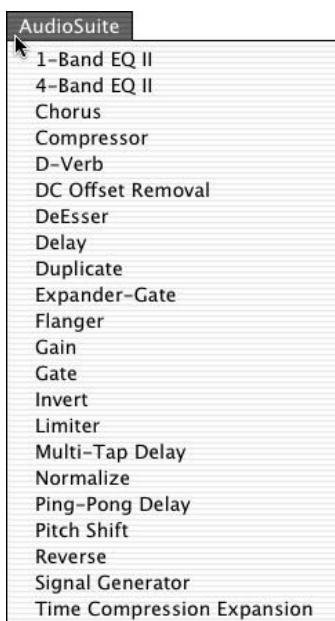 AudioSuite
1-Band EQ II
4-Band EQ II
Chorus
Compressor
D-Verb
DC Offset Removal
DeEsser
Delay
Duplicate
Expander-Gate
Flanger
Gain
Gate
Invert
Limiter
Multi-Tap Delay
Normalize
Ping-Pong Delay
Pitch Shift
Reverse
Signal Generator
Time Compression Expansion